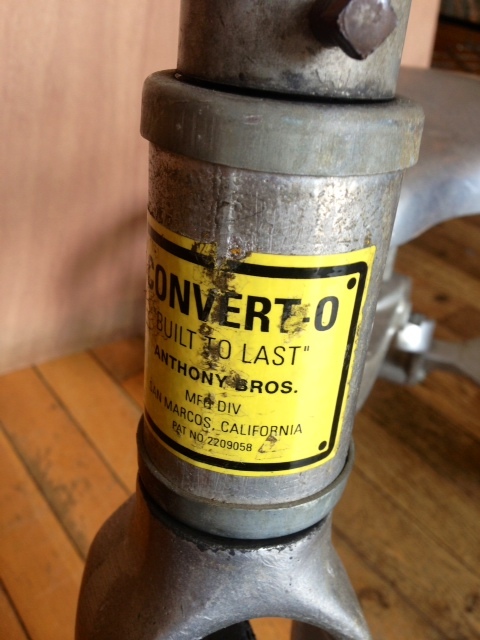 CONVERT-O
"BUILT TO LAST"
ANTHONY BROS.
MFG DIV
SAN MARCOS, CALIFORNIA
PAT NO. 2209058